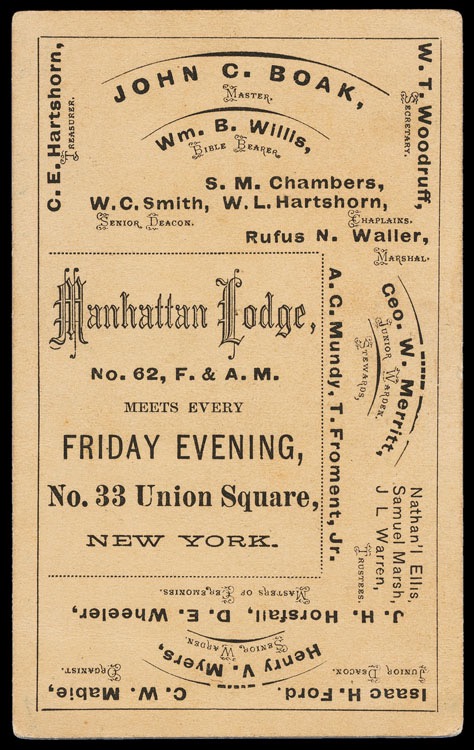 C. E. Hartshorn,
TREASURER.
JOHN C. BOAK,
MASTER.
W. T. Woodruff,
SECRETARY.
Wm. B. Willis,
BIBLE BEARER.
S. M. Chambers,
W. C. Smith, W. L. Hartshorn,
SENIOR DEACON. CHAPLAINS.
Rufus N. Waller,
MARSHAL.
Manhattan Lodge,
No. 62, F. & A. M.
MEETS EVERY
FRIDAY EVENING,
No. 33 Union Square,
NEW YORK.
A. C. Mundy, T. Froment, Jr.
STEWARDS,
Geo. W. Merritt,
JUNIOR WARDEN.
Nathan'l Ellis,
Samuel Marsh,
J L Warren,
TRUSTEES.
J. H. Horsfall, D. E. Wheeler,
MASTERS OF CEREMONIES.
Henry V. Myers,
SENIOR WARDEN.
Isaac H. Ford.
JUNIOR DEACON.
C. W. Mabie,
ORGANIST.